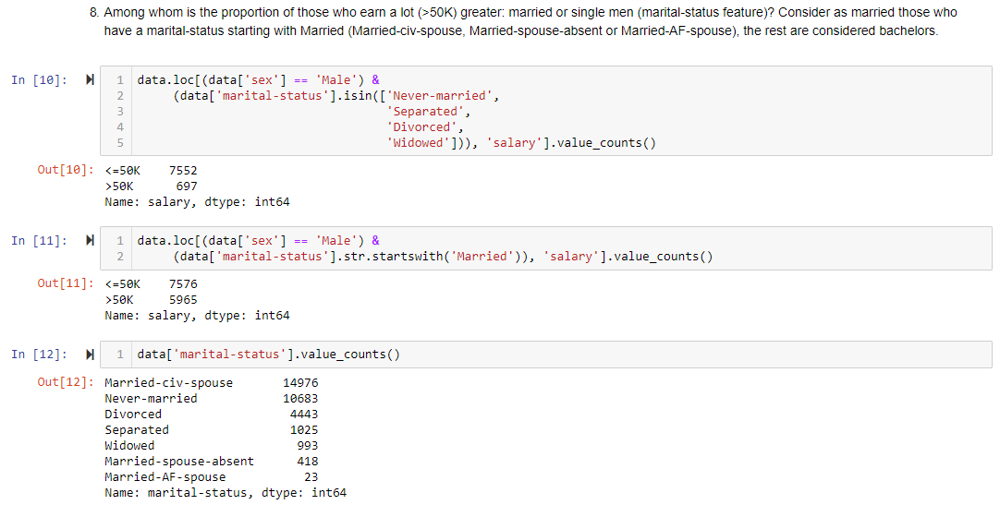 8. Among whom is the proportion of those who earn a lot (>50K) greater: married or single men (marital-status feature)? Consider as married those who
have a marital-status starting with Married (Married-civ-spouse, Married-spouse-absent or Married-AF-spouse), the rest are considered bachelors.
In [10]:
1 data.loc[(data['sex'] == 'Male') &
2      (data['marital-status'].isin(['Never-married',
3                                    'Separated',
4                                    'Divorced',
5                                    'Widowed'])), 'salary'].value_counts()
Out[10]: <=50K    7552
>50K      697
Name: salary, dtype: int64
In [11]:
1 data.loc[(data['sex'] == 'Male') &
2      (data['marital-status'].str.startswith('Married')), 'salary'].value_counts()
Out[11]: <=50K    7576
>50K     5965
Name: salary, dtype: int64
In [12]: 1 data['marital-status'].value_counts()
Out[12]: Married-civ-spouse       14976
Never-married            10683
Divorced                  4443
Separated                 1025
Widowed                    993
Married-spouse-absent      418
Married-AF-spouse           23
Name: marital-status, dtype: int64